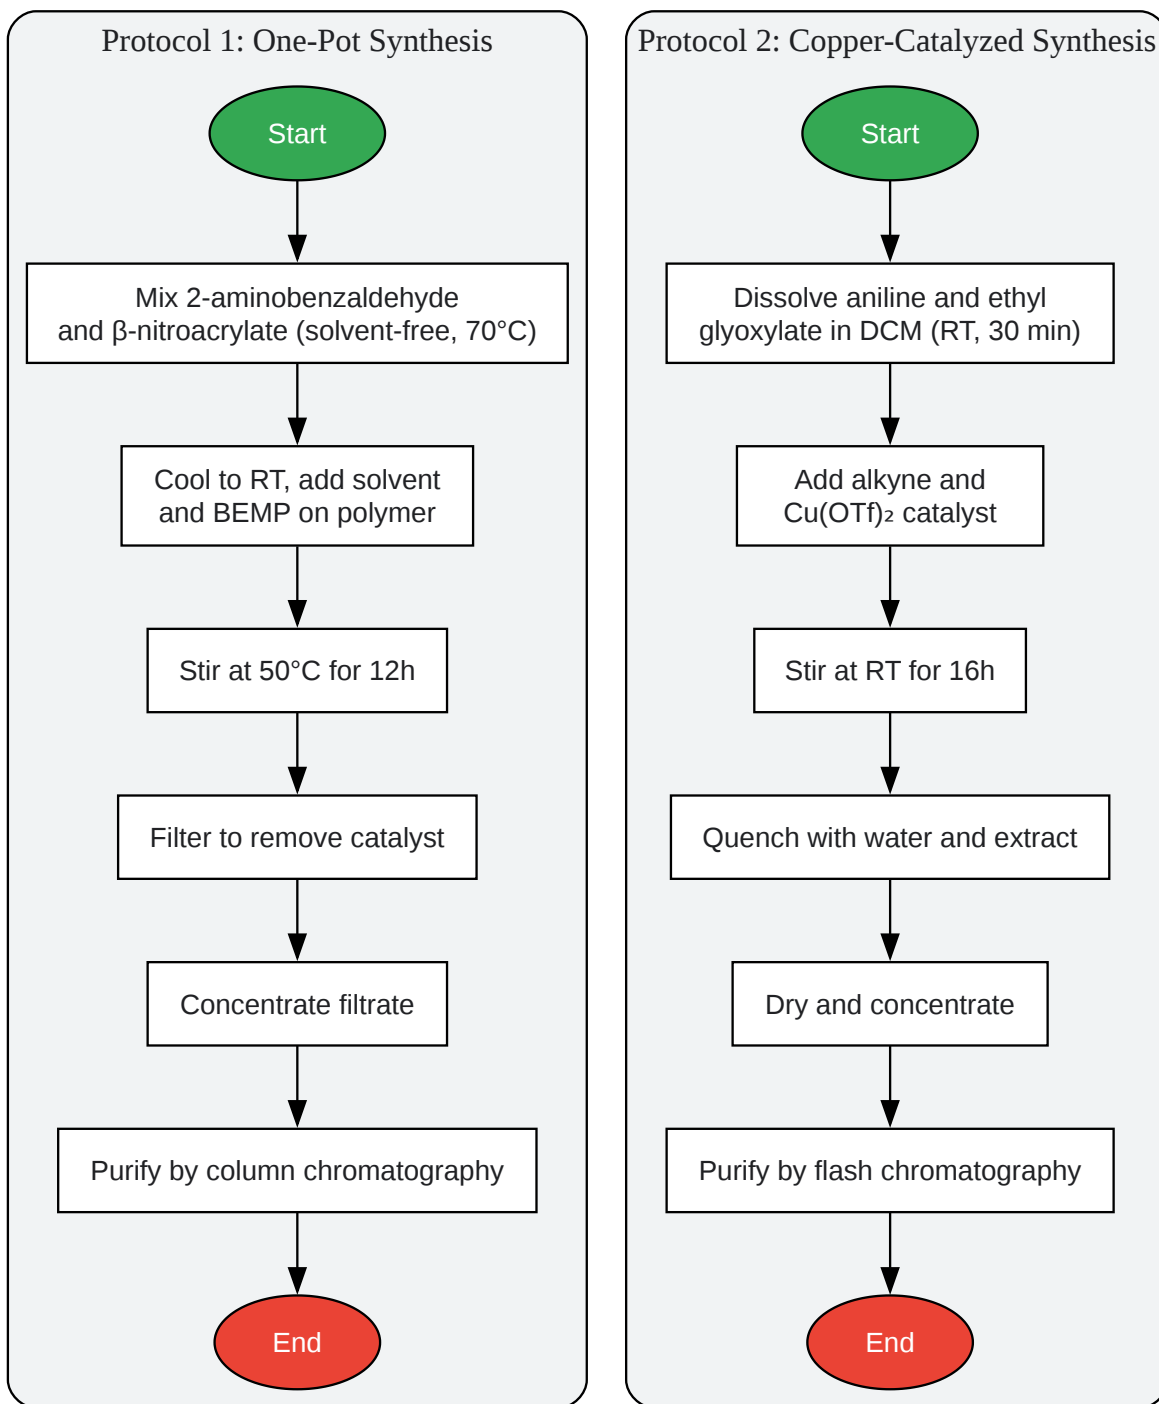 Protocol 1: One-Pot Synthesis
Start
Mix 2-aminobenzaldehyde
and β-nitroacrylate (solvent-free, 70°C)
Cool to RT, add solvent
and BEMP on polymer
Stir at 50°C for 12h
Filter to remove catalyst
Concentrate filtrate
Purify by column chromatography
End
Protocol 2: Copper-Catalyzed Synthesis
Start
Dissolve aniline and ethyl
glyoxylate in DCM (RT, 30 min)
Add alkyne and
Cu(OTf)₂ catalyst
Stir at RT for 16h
Quench with water and extract
Dry and concentrate
Purify by flash chromatography
End